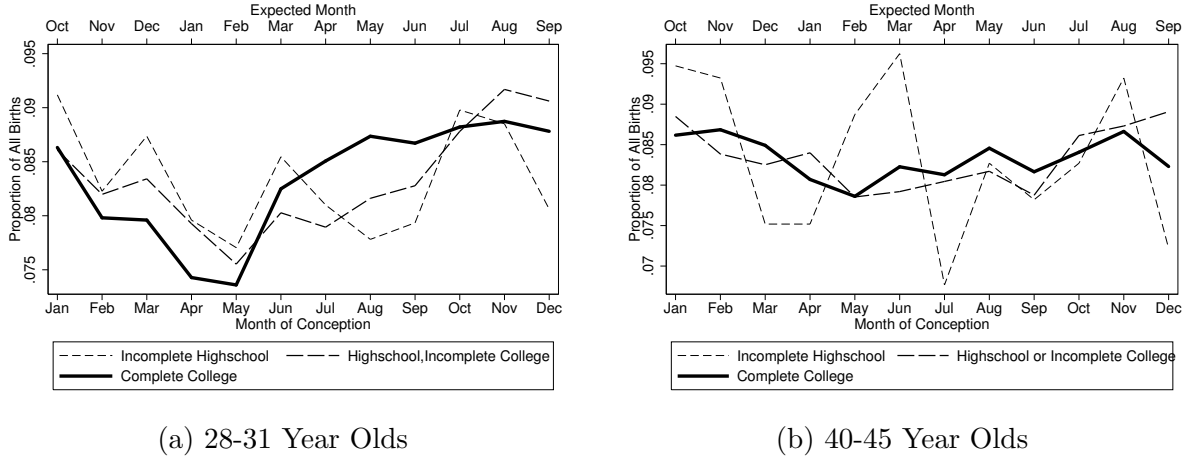 Expected Month
Oct Nov Dec Jan Feb Mar Apr May Jun Jul Aug Sep
Proportion of All Births
.095
.09
.085
.08
.075
Jan Feb Mar Apr May Jun Jul Aug Sep Oct Nov Dec
Month of Conception
Incomplete Highschool Highschool,Incomplete College
Complete College
(a) 28-31 Year Olds
Expected Month
Oct Nov Dec Jan Feb Mar Apr May Jun Jul Aug Sep
Proportion of All Births
.095
.09
.085
.08
.075
.07
Jan Feb Mar Apr May Jun Jul Aug Sep Oct Nov Dec
Month of Conception
Incomplete Highschool Highschool or Incomplete College
Complete College
(b) 40-45 Year Olds